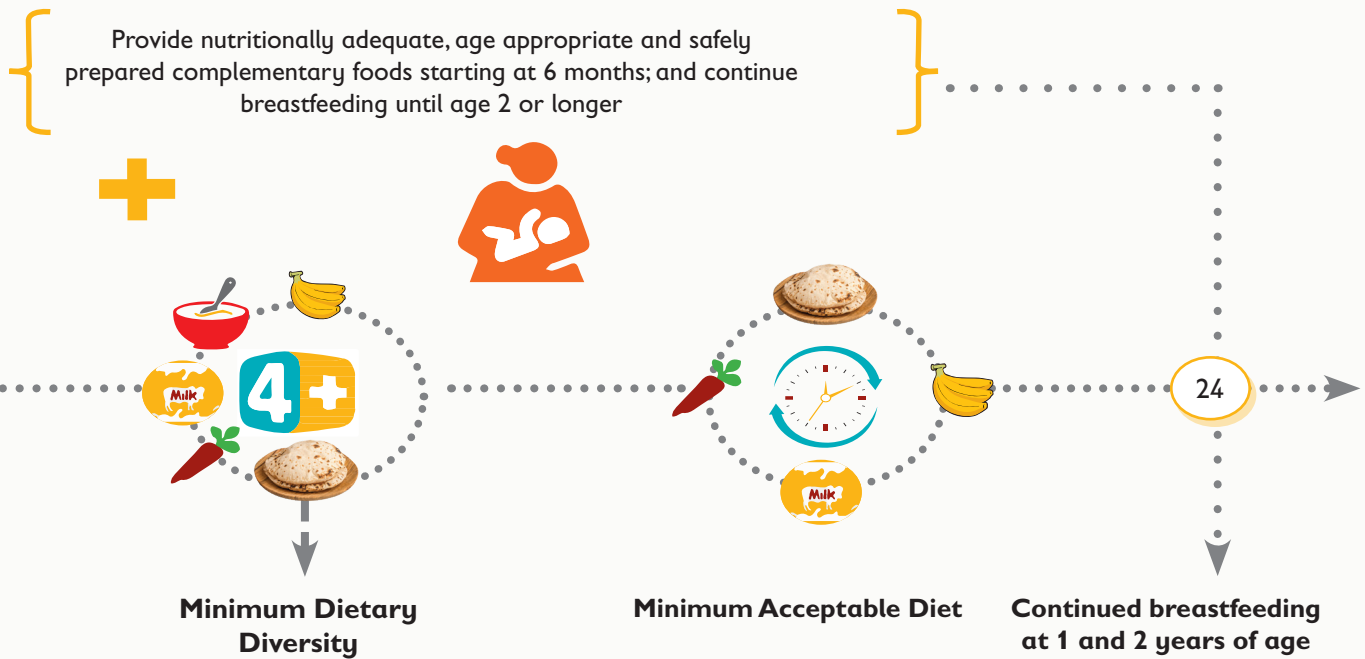 Provide nutritionally adequate, age appropriate and safely
prepared complementary foods starting at 6 months; and continue
breastfeeding until age 2 or longer
Milk
4+
Milk
24
Minimum Dietary
Diversity
Minimum Acceptable Diet
Continued breastfeeding
at 1 and 2 years of age